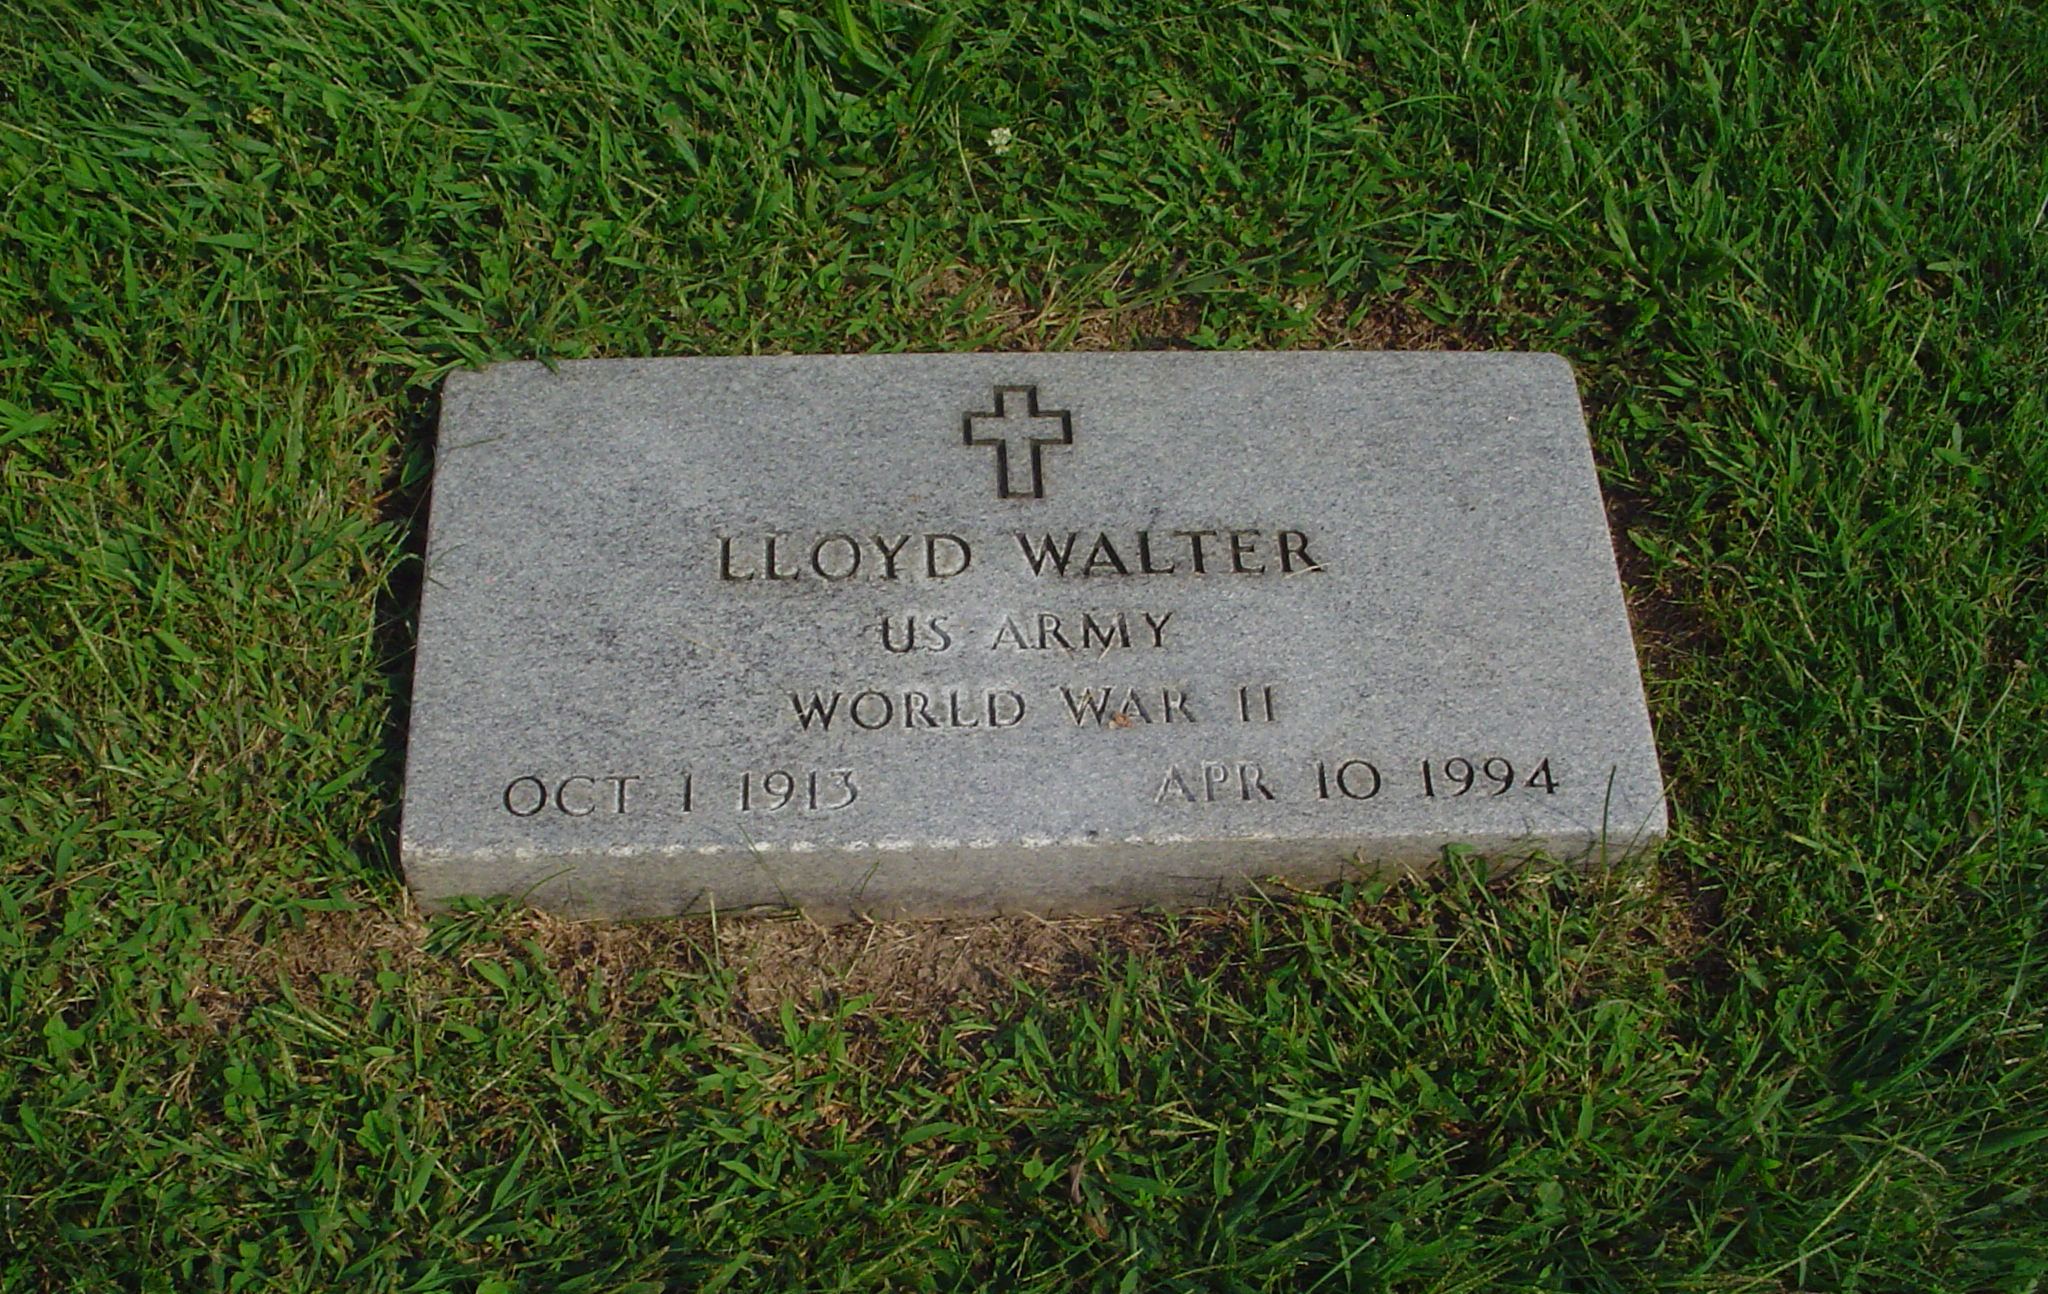 LLOYD WALTER
US ARMY
WORLD WAR II
OCT 1 1913 APR 10 1994